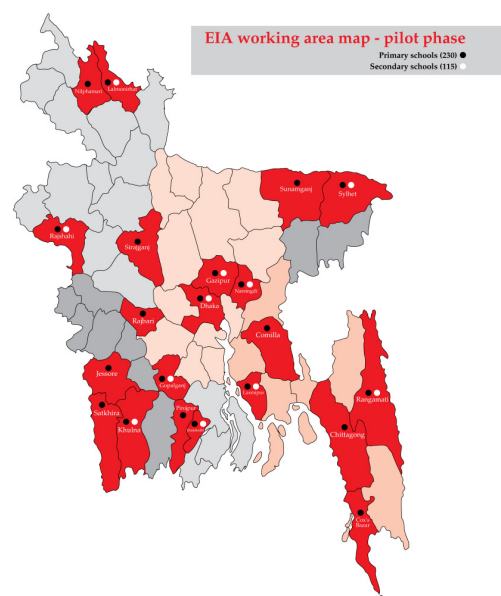 EIA working area map - pilot phase
Primary schools (230)
Secondary schools (115)
Nilphamari
Lalmonirhat
Sunamganj
Sylhet
Rajshahi
Sirajganj
Gazipur
Narsingdi
Dhaka
Rajbari
Comilla
Jessore
Gopalganj
Laxmipur
Rangamati
Satkhira
Khulna
Pirojpur
Chittagong
Cox's
Bazar